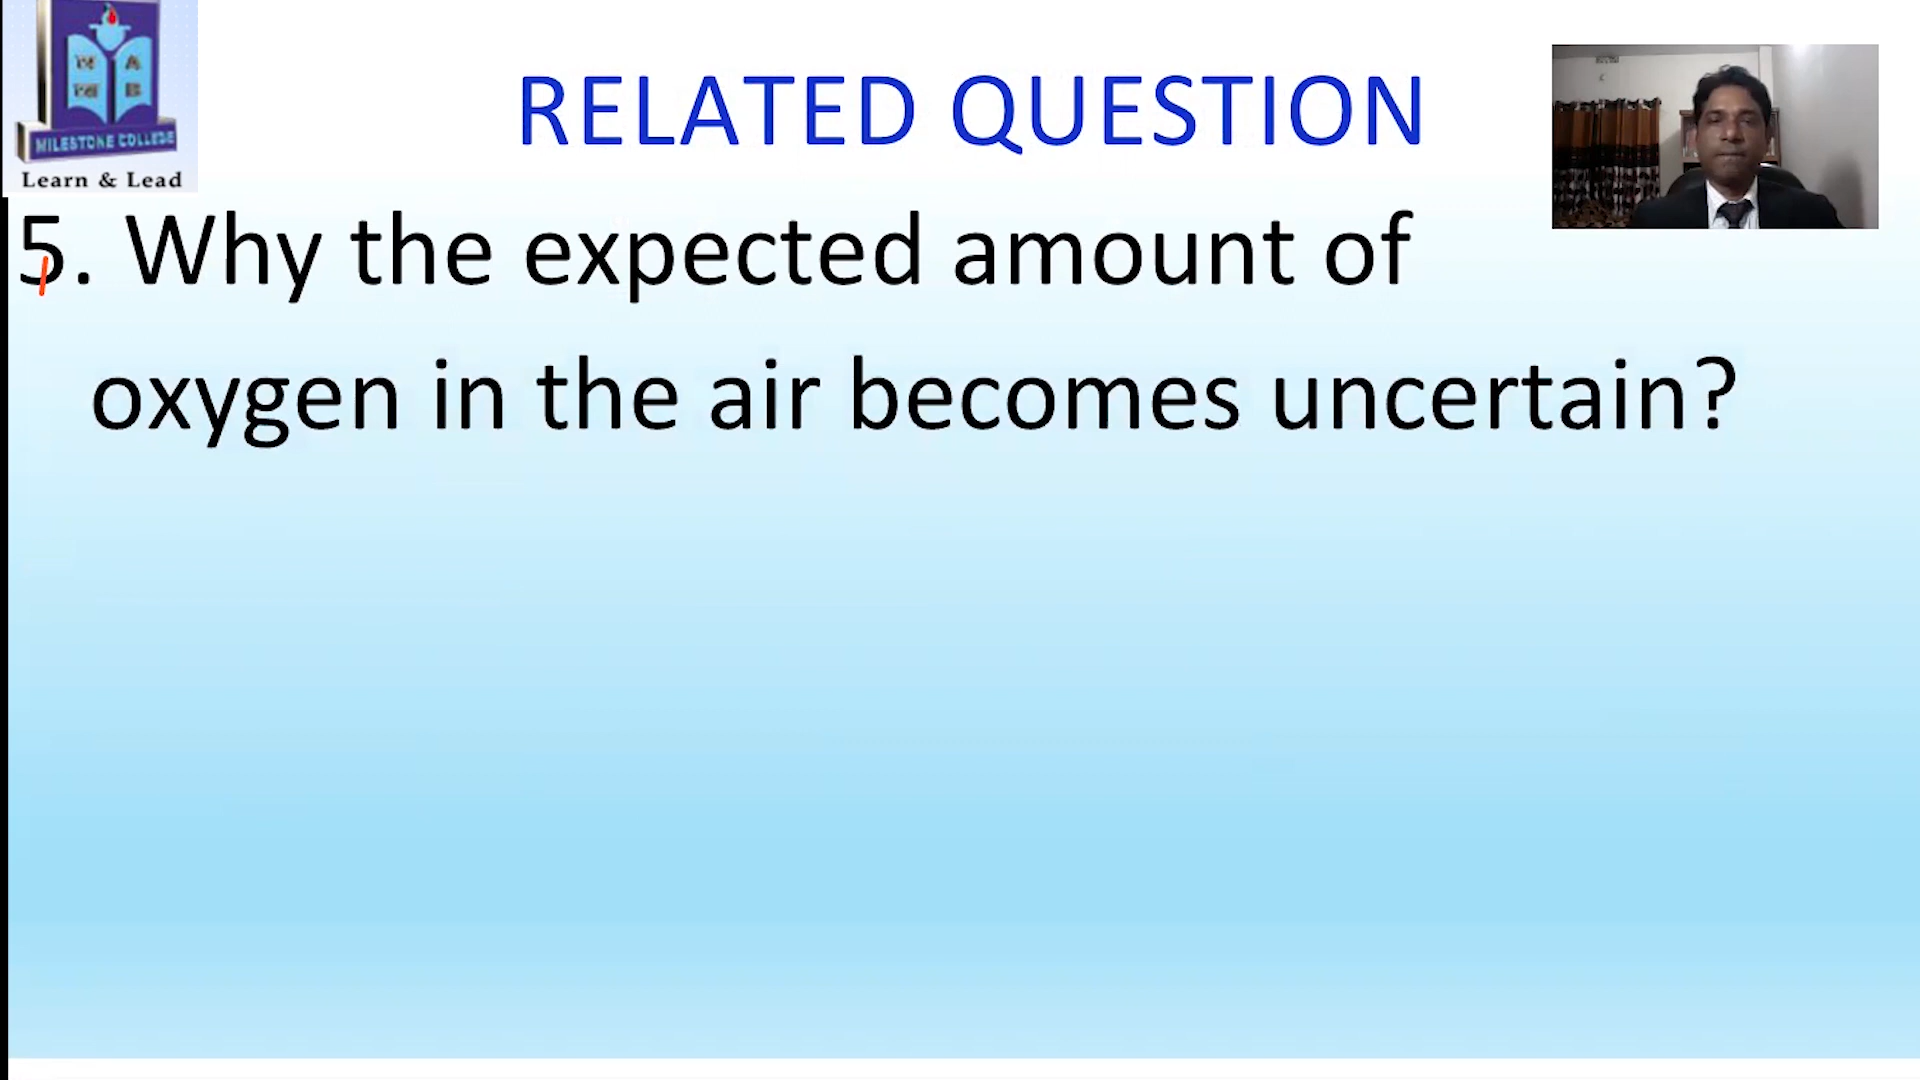 MILESTONE COLLEGE
Learn & Lead
RELATED QUESTION
5. Why the expected amount of
oxygen in the air becomes uncertain?